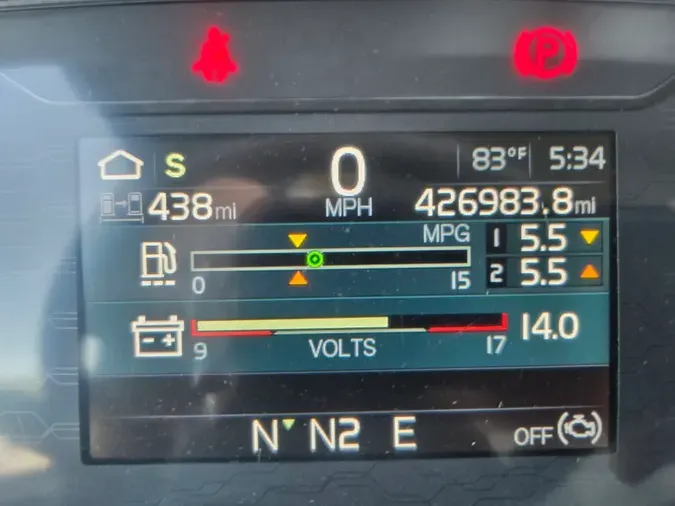 P
S
0
83°F
5:34
438mi
MPH
426983.8mi
MPG
1 5.5
0
15
2 5.5
14.0
9
VOLTS
17
N N2 E
OFF